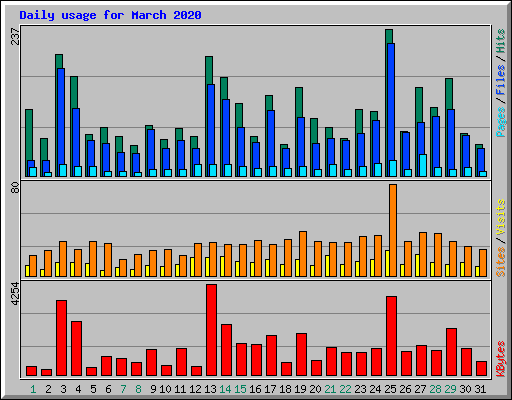 Daily usage for March 2020
237
80
4254
Pages / Files / Hits
Sites / Visits
KBytes
1 2 3 4 5 6 7 8 9 10 11 12 13 14 15 16 17 18 19 20 21 22 23 24 25 26 27 28 29 30 31